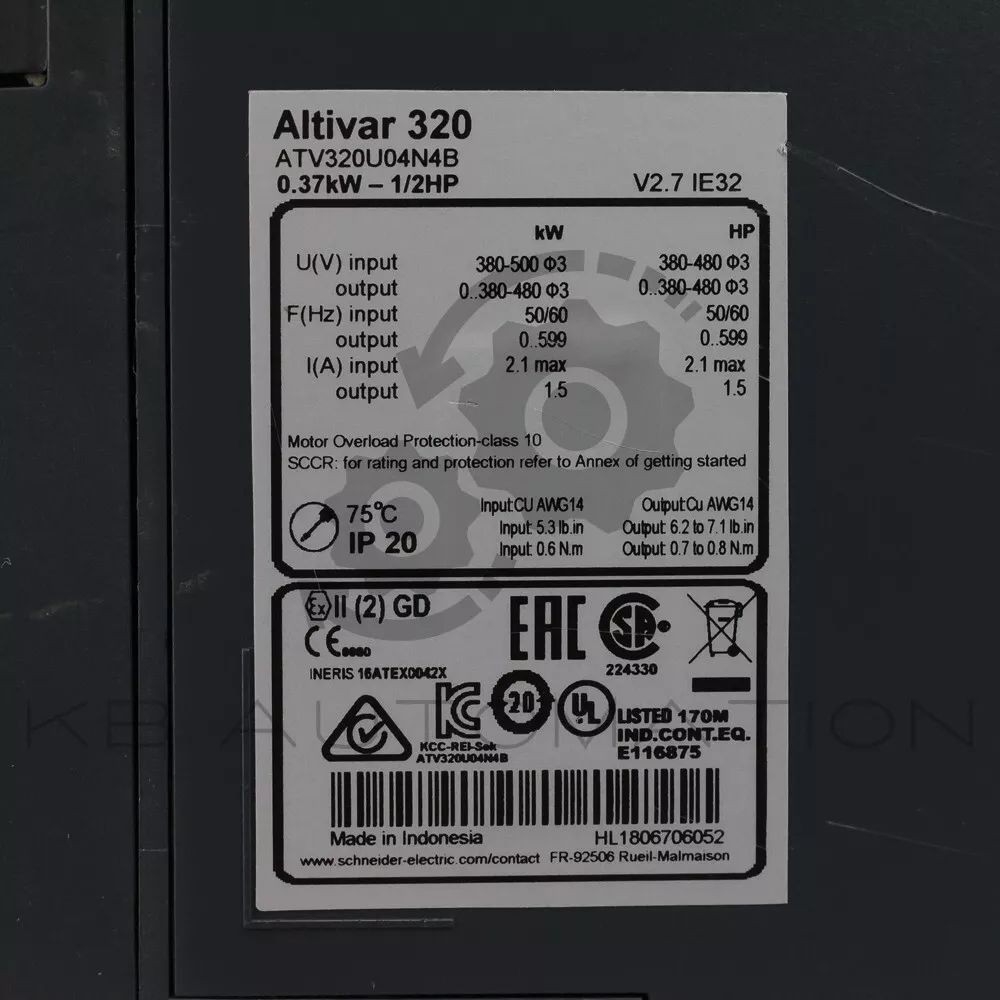 Altivar 320
ATV320U04N4B
0.37kW – 1/2HP V2.7 IE32
kW HP
U(V) input 380-500 Φ3 380-480 Φ3
output 0..380-480 Φ3 0..380-480 Φ3
F(Hz) input 50/60 50/60
output 0..599 0..599
I(A) input 2.1 max 2.1 max
output 1.5 1.5
Motor Overload Protection-class 10
SCCR: for rating and protection refer to Annex of getting started
75°C
IP 20
Input:CU AWG14 Output:Cu AWG14
Input: 5.3 lb.in Output: 6.2 to 7.1 lb.in
Input: 0.6 N.m Output: 0.7 to 0.8 N.m
Ex II (2) GD
CE
INERIS 16ATEX0042X
EAC
SA
224330
KC
KCC-REI-Sek
ATV320U04N4B
20
UL
LISTED 170M
IND.CONT.EQ.
E116875
KB AUTOMATION
Made in Indonesia HL1806706052
www.schneider-electric.com/contact FR-92506 Rueil-Malmaison